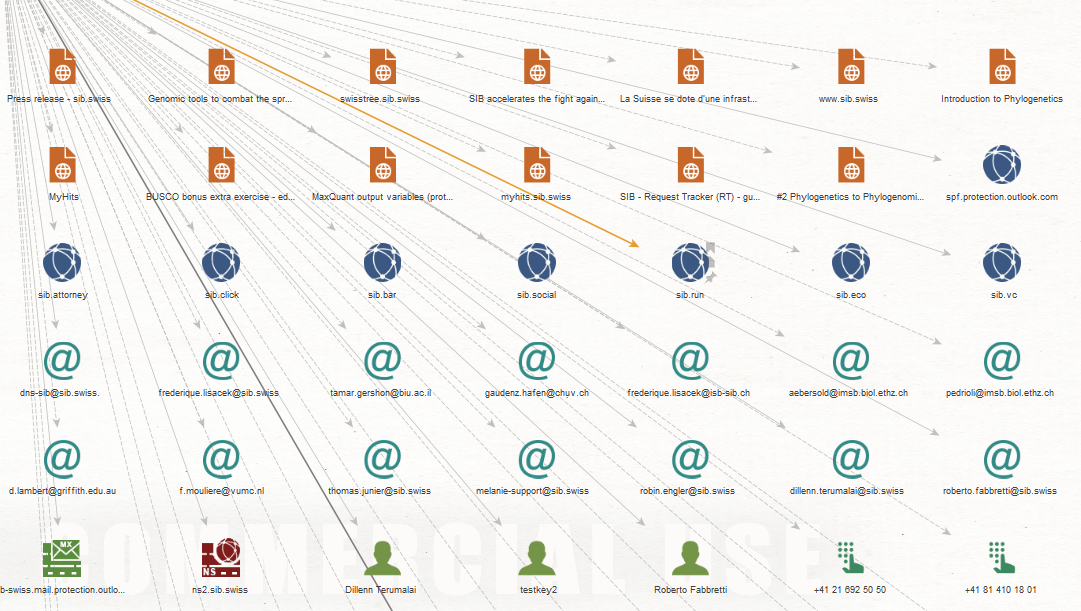 Press release - sib.swiss
Genomic tools to combat the spr...
swisstree.sib.swiss
SIB accelerates the fight again...
La Suisse se dote d'une infrast...
www.sib.swiss
Introduction to Phylogenetics
MyHits
BUSCO bonus extra exercise - ed...
MaxQuant output variables (prot...
myhits.sib.swiss
SIB - Request Tracker (RT) - gu...
#2 Phylogenetics to Phylogenomi...
spf.protection.outlook.com
sib.attorney
sib.click
sib.bar
sib.social
sib.run
sib.eco
sib.vc
dns-sib@sib.swiss.
frederique.lisacek@sib.swiss
tamar.gershon@biu.ac.il
gaudenz.hafen@chuv.ch
frederique.lisacek@isb-sib.ch
aebersold@imsb.biol.ethz.ch
pedrioli@imsb.biol.ethz.ch
d.lambert@griffith.edu.au
f.mouliere@vumc.nl
thomas.junier@sib.swiss
melanie-support@sib.swiss
robin.engler@sib.swiss
dillenn.terumalai@sib.swiss
roberto.fabbretti@sib.swiss
COMMERCIAL USE
MX
NS
b-swiss.mail.protection.outlo...
ns2.sib.swiss
Dillenn Terumalai
testkey2
Roberto Fabbretti
+41 21 692 50 50
+41 81 410 18 01